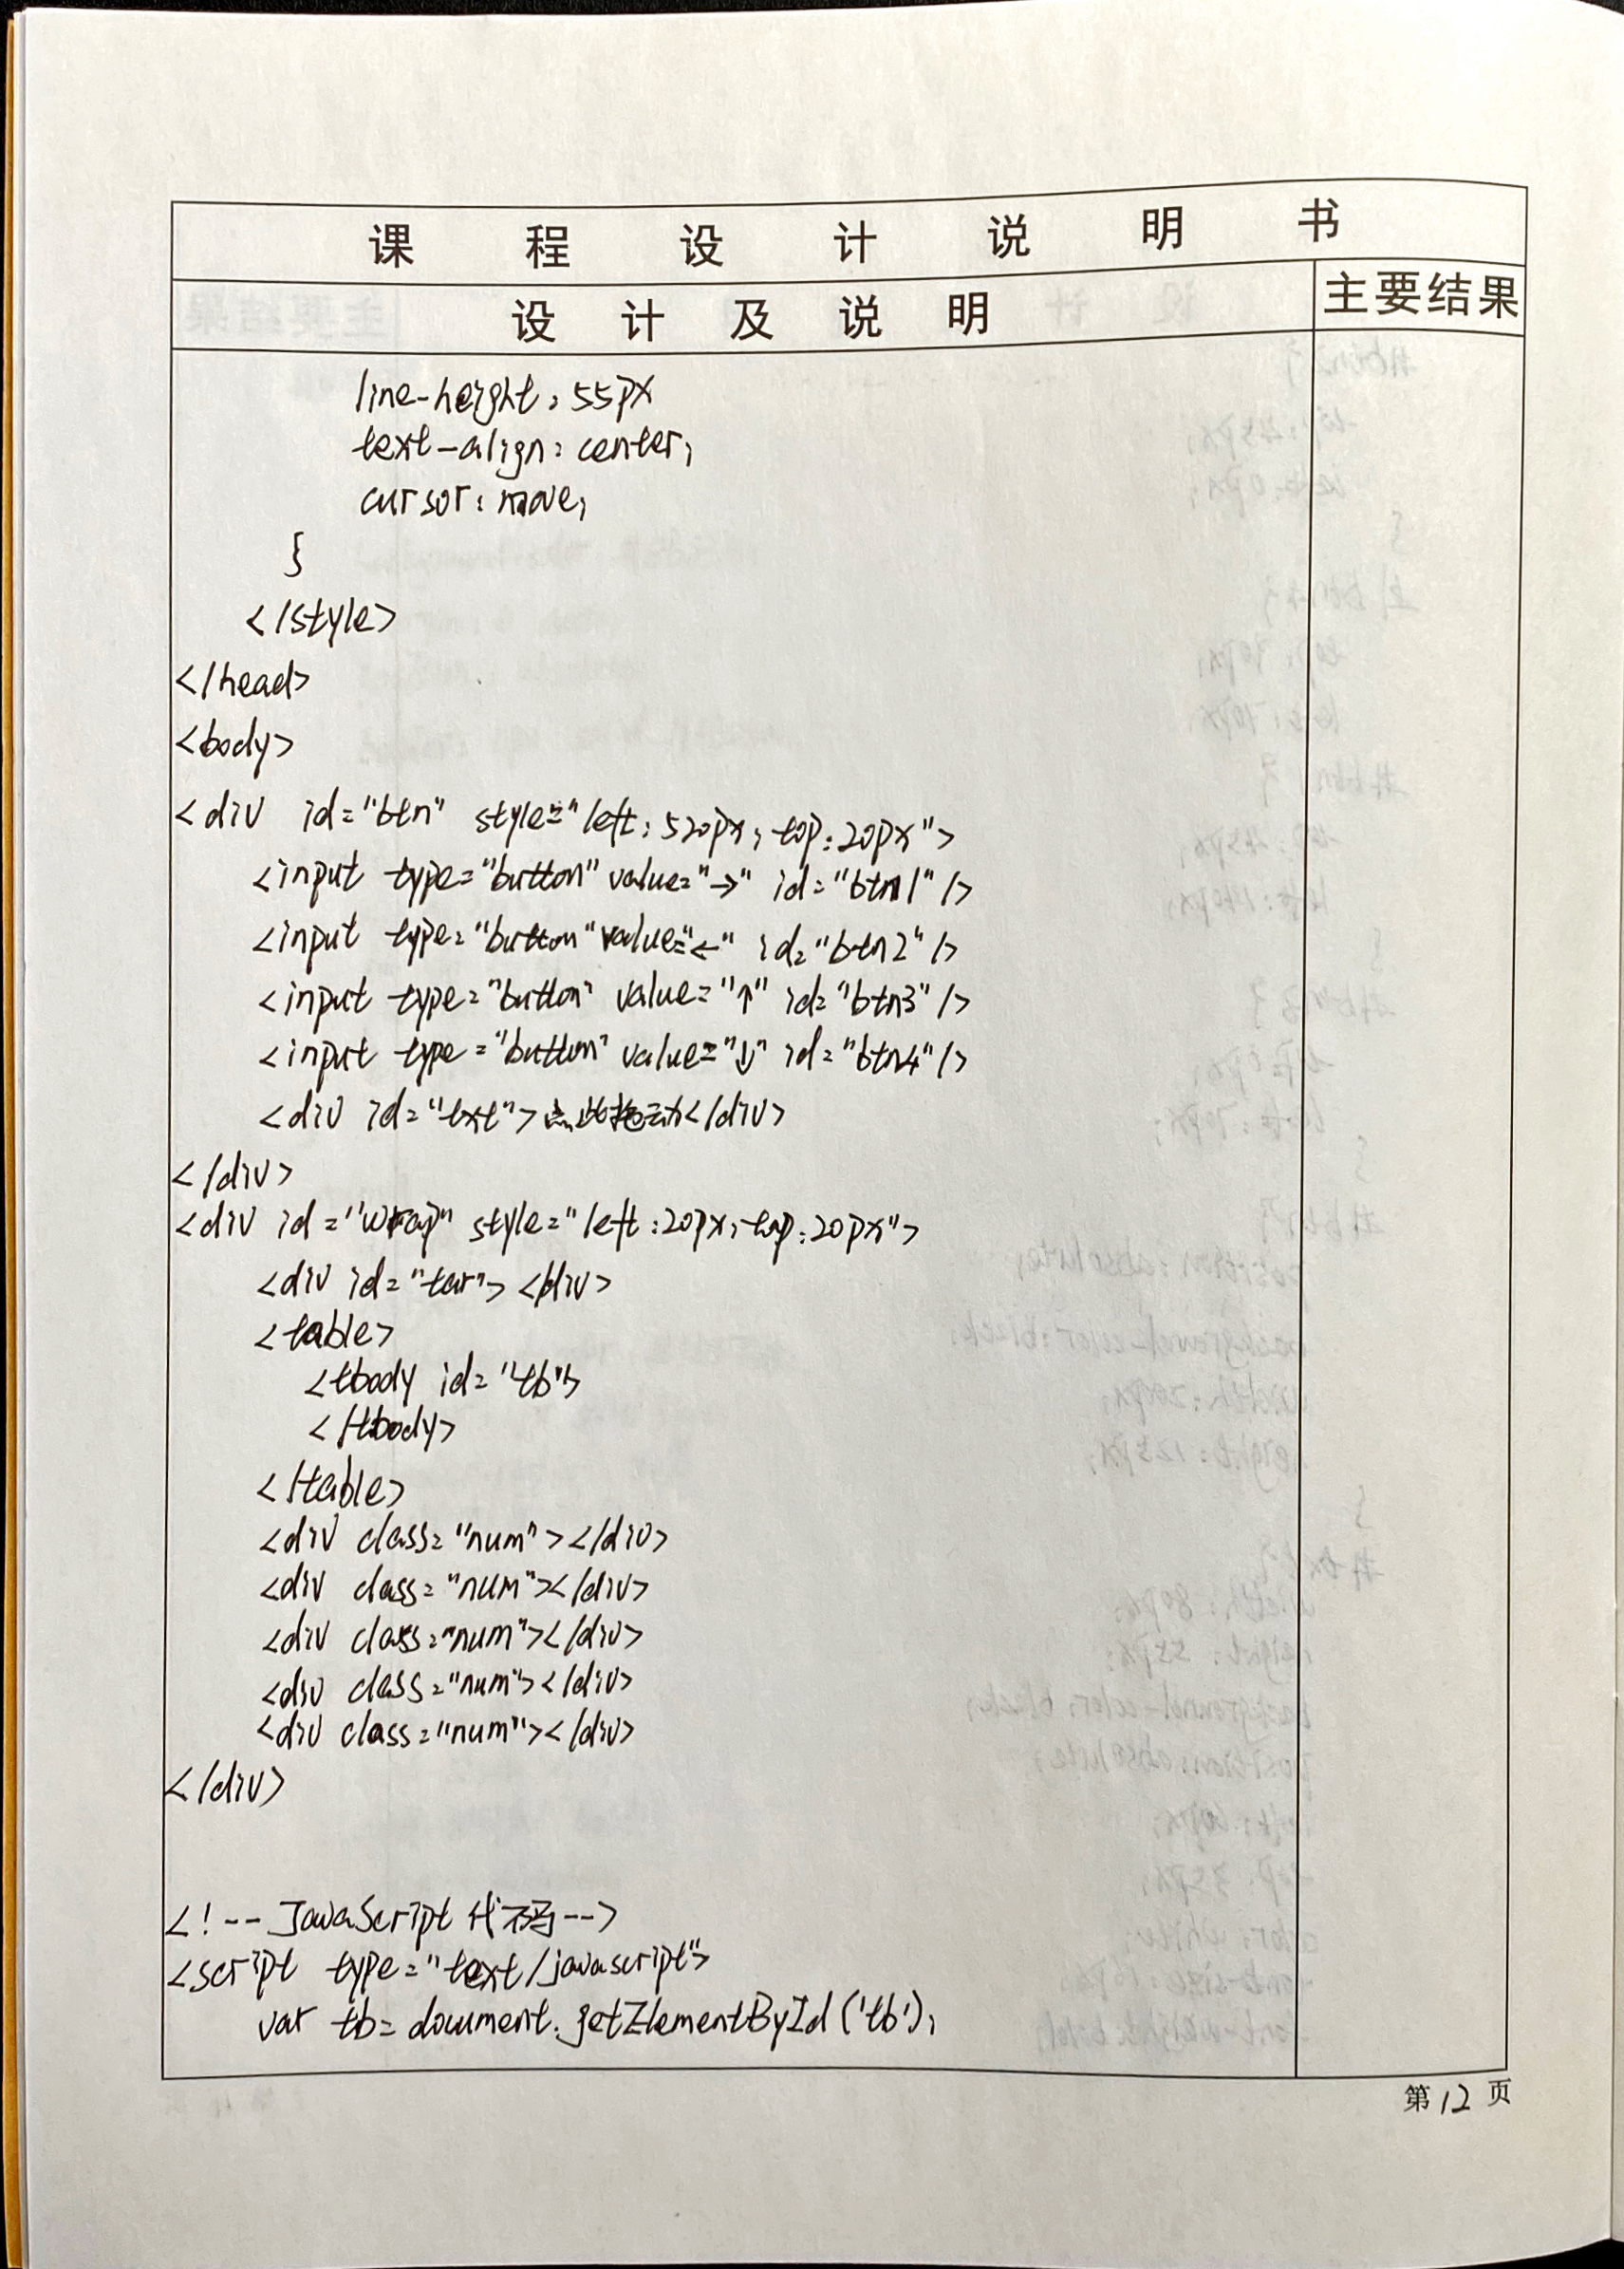 课程设计说明书
设计及说明 主要结果
line-height: 55px
text-align: center;
cursor: move;
}
</style>
</head>
<body>
<div id="btn" style="left: 520px; top: 20px">
<input type="button" value="→" id="btn1" />
<input type="button" value="←" id="btn2" />
<input type="button" value="↑" id="btn3" />
<input type="button" value="↓" id="btn4" />
<div id="txt">点此拖动</div>
</div>
<div id="wrap" style="left: 20px; top: 20px">
<div id="tar"> </div>
<table>
<tbody id="tb">
</tbody>
</table>
<div class="num"></div>
<div class="num"></div>
<div class="num"></div>
<div class="num"></div>
<div class="num"></div>
</div>
<!-- JavaScript 代码 -->
<script type="text/javascript">
var tb = document.getElementById('tb');
第12页